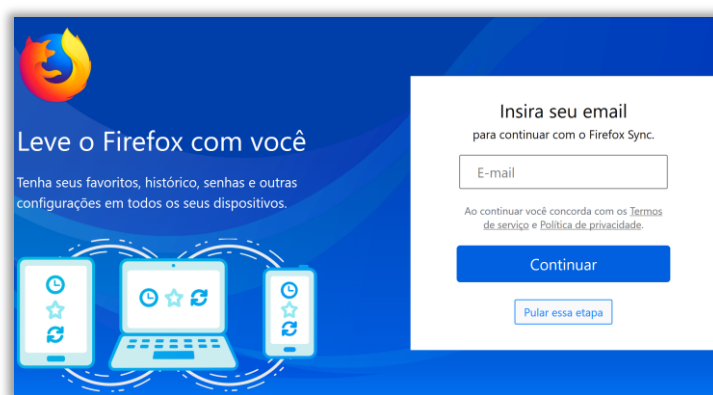 Leve o Firefox com você
Tenha seus favoritos, histórico, senhas e outras
configurações em todos os seus dispositivos.
Insira seu email
para continuar com o Firefox Sync.
E-mail
Ao continuar você concorda com os Termos
de serviço e Política de privacidade.
Continuar
Pular essa etapa